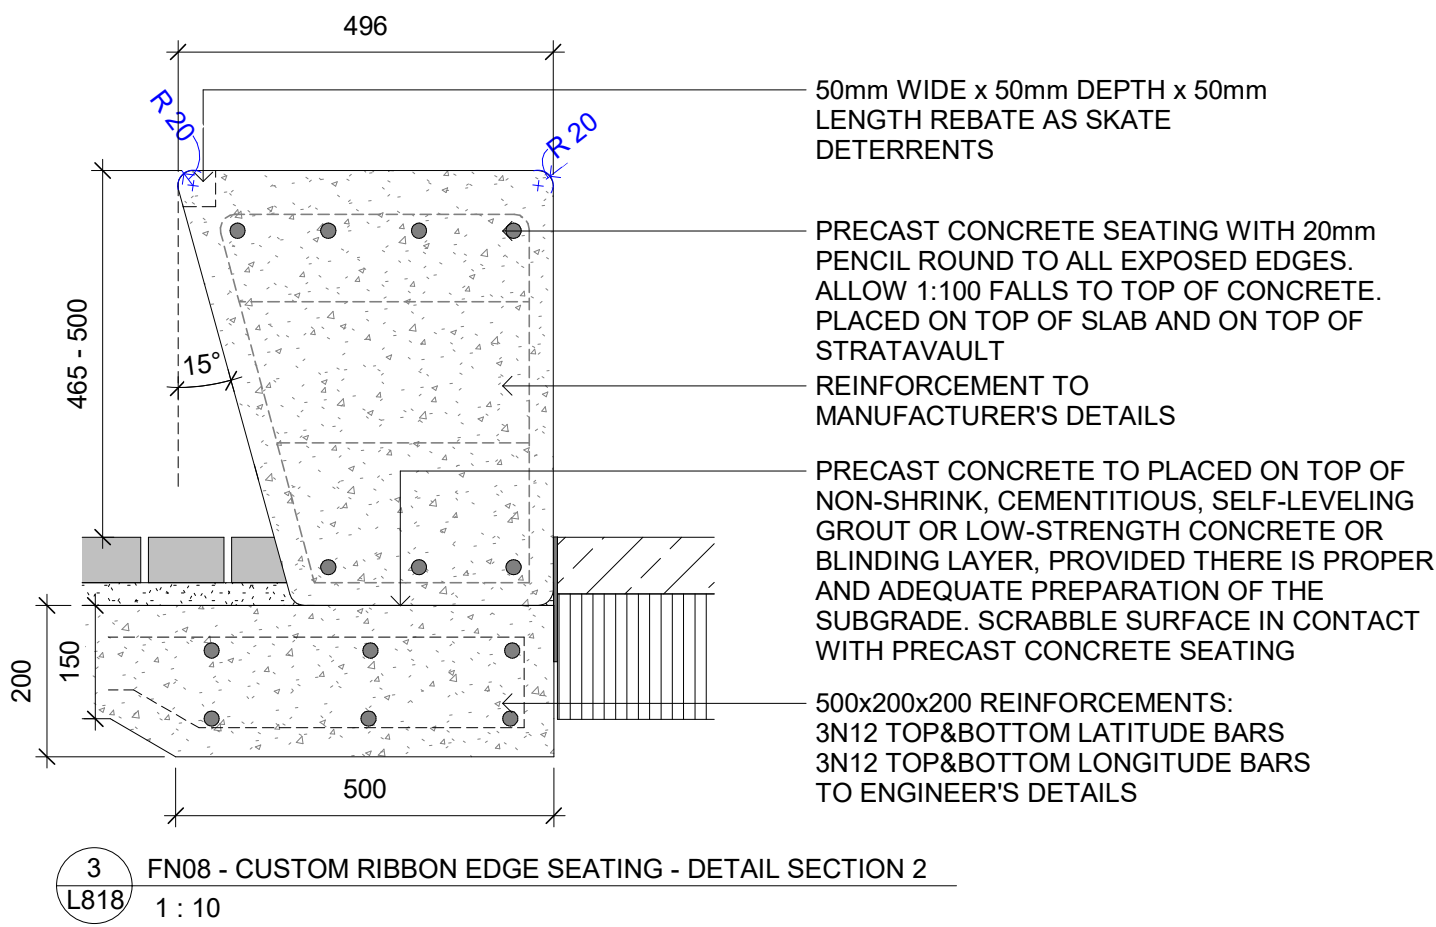 496
R 20
R 20
50mm WIDE x 50mm DEPTH x 50mm
LENGTH REBATE AS SKATE
DETERRENTS
465 - 500
15°
PRECAST CONCRETE SEATING WITH 20mm
PENCIL ROUND TO ALL EXPOSED EDGES.
ALLOW 1:100 FALLS TO TOP OF CONCRETE.
PLACED ON TOP OF SLAB AND ON TOP OF
STRATAVAULT
REINFORCEMENT TO
MANUFACTURER'S DETAILS
PRECAST CONCRETE TO PLACED ON TOP OF
NON-SHRINK, CEMENTITIOUS, SELF-LEVELING
GROUT OR LOW-STRENGTH CONCRETE OR
BLINDING LAYER, PROVIDED THERE IS PROPER
AND ADEQUATE PREPARATION OF THE
SUBGRADE. SCRABBLE SURFACE IN CONTACT
WITH PRECAST CONCRETE SEATING
200
150
500x200x200 REINFORCEMENTS:
3N12 TOP&BOTTOM LATITUDE BARS
3N12 TOP&BOTTOM LONGITUDE BARS
TO ENGINEER'S DETAILS
500
3
L818
FN08 - CUSTOM RIBBON EDGE SEATING - DETAIL SECTION 2
1 : 10